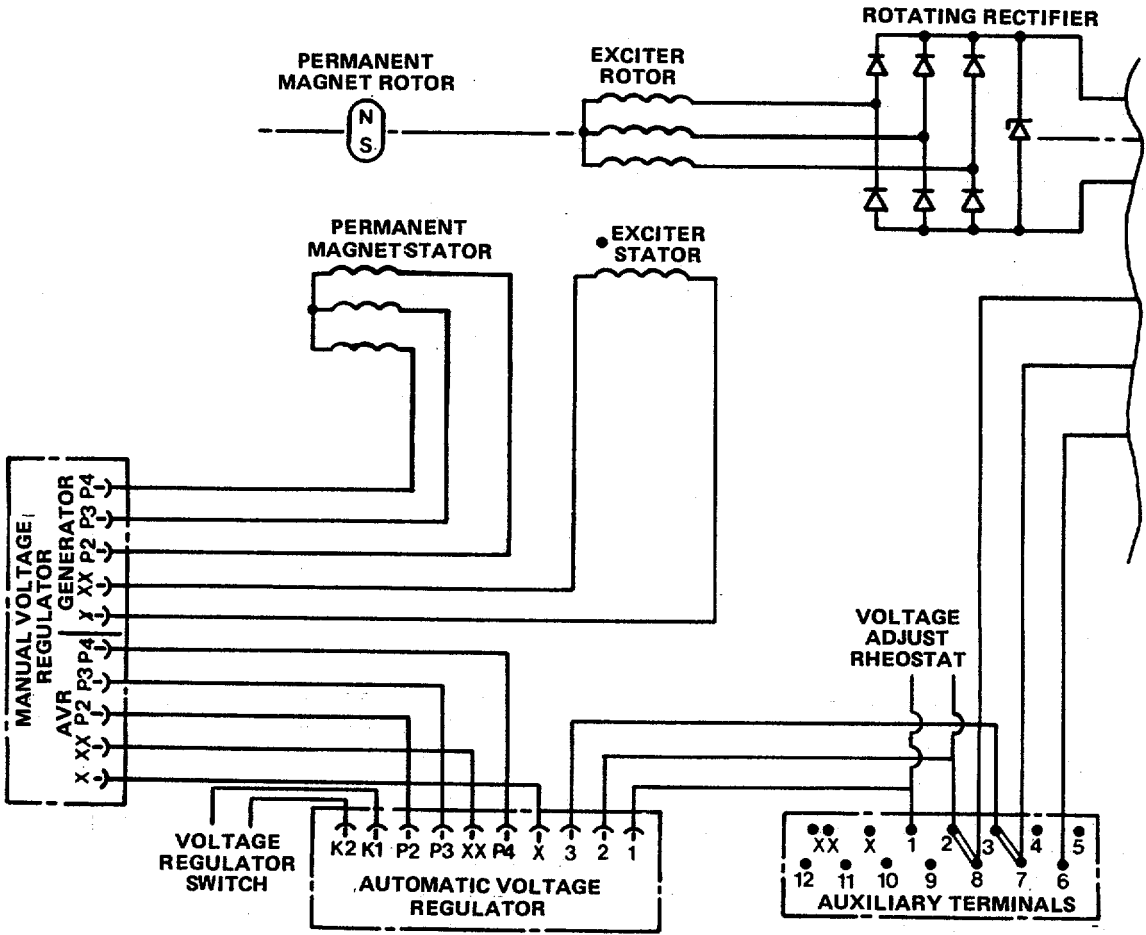 ROTATING RECTIFIER
PERMANENT
MAGNET ROTOR
N
S
EXCITER
ROTOR
PERMANENT
MAGNET STATOR
EXCITER
STATOR
MANUAL VOLTAGE
REGULATOR
GENERATOR
P4
P3
P2
XX
X
AVR
P4
P3
P2
XX
X
VOLTAGE
ADJUST
RHEOSTAT
VOLTAGE
REGULATOR
SWITCH
K2 K1 P2 P3 XX P4 X 3 2 1
AUTOMATIC VOLTAGE
REGULATOR
XX X 1 2 3 4 5
12 11 10 9 8 7 6
AUXILIARY TERMINALS